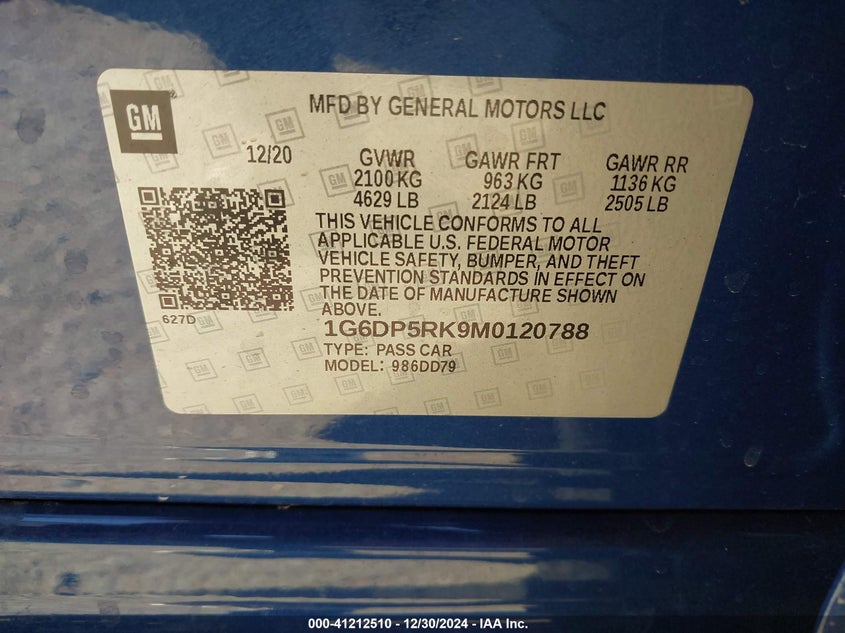 GM
MFD BY GENERAL MOTORS LLC
12/20
GVWR
2100 KG
4629 LB
GAWR FRT
963 KG
2124 LB
GAWR RR
1136 KG
2505 LB
THIS VEHICLE CONFORMS TO ALL
APPLICABLE U.S. FEDERAL MOTOR
VEHICLE SAFETY, BUMPER, AND THEFT
PREVENTION STANDARDS IN EFFECT ON
THE DATE OF MANUFACTURE SHOWN
ABOVE.
627D
1G6DP5RK9M0120788
TYPE: PASS CAR
MODEL: 986DD79
000-41212510 - 12/30/2024 - IAA Inc.